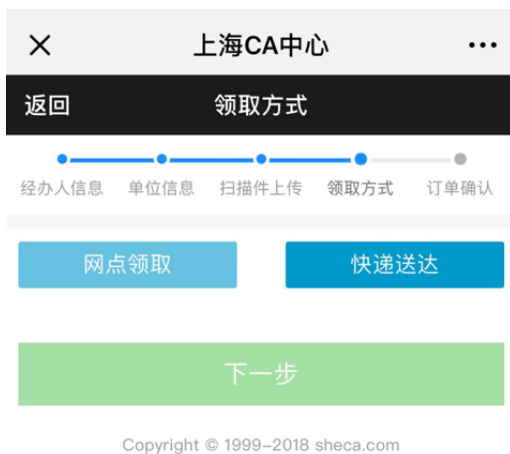 上海CA中心
返回 领取方式
经办人信息 单位信息 扫描件上传 领取方式 订单确认
网点领取 快递送达
下一步
Copyright © 1999-2018 sheca.com